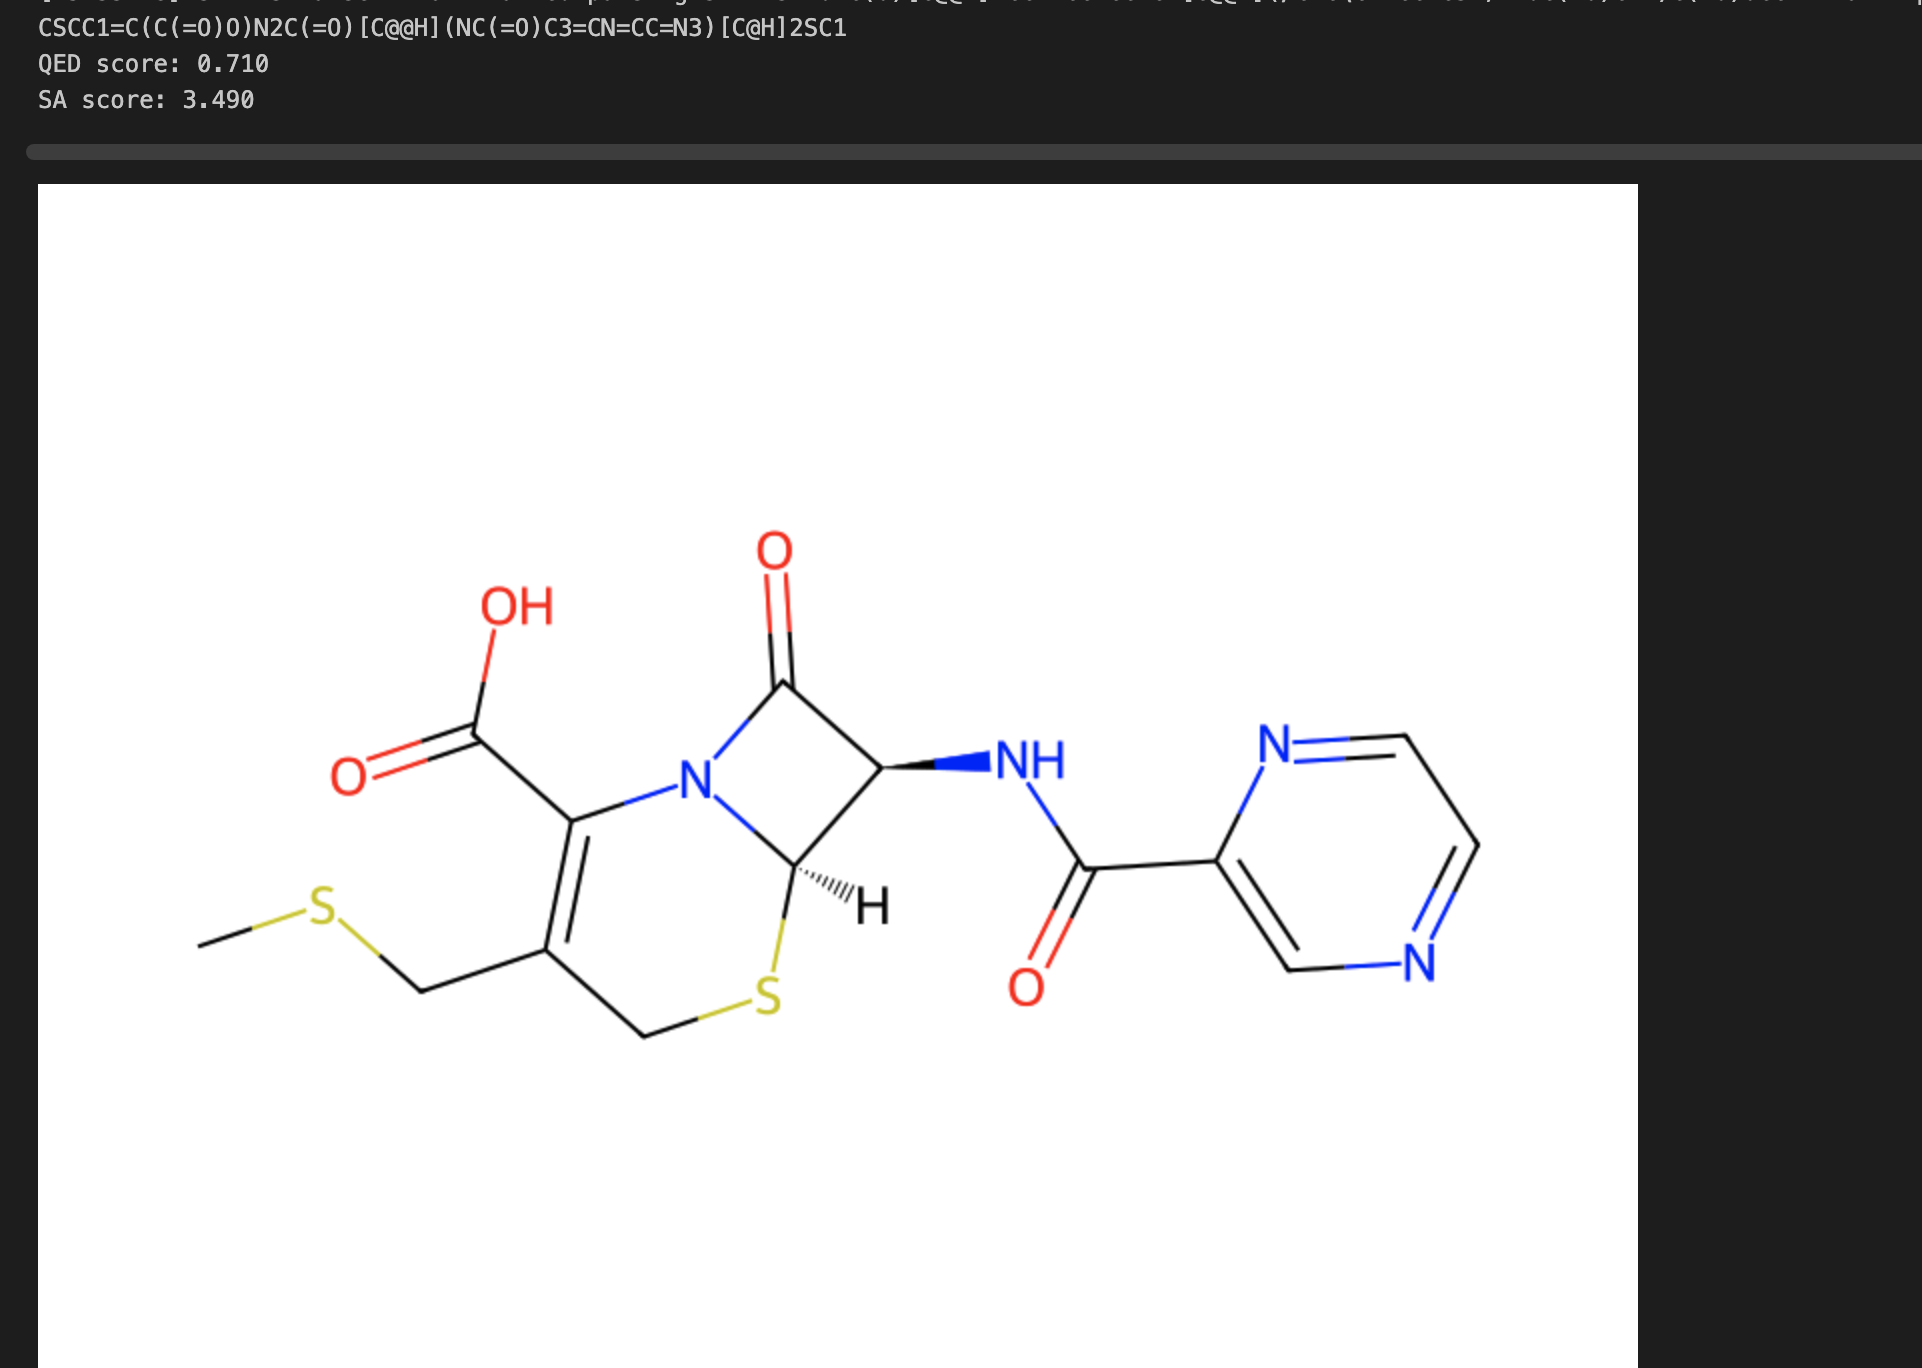 CSCC1=C(C(=O)O)N2C(=O)[C@@H](NC(=O)C3=CN=CC=N3)[C@H]2SC1
QED score: 0.710
SA score: 3.490
O
OH
O
N
NH
N
S
H
S
O
N